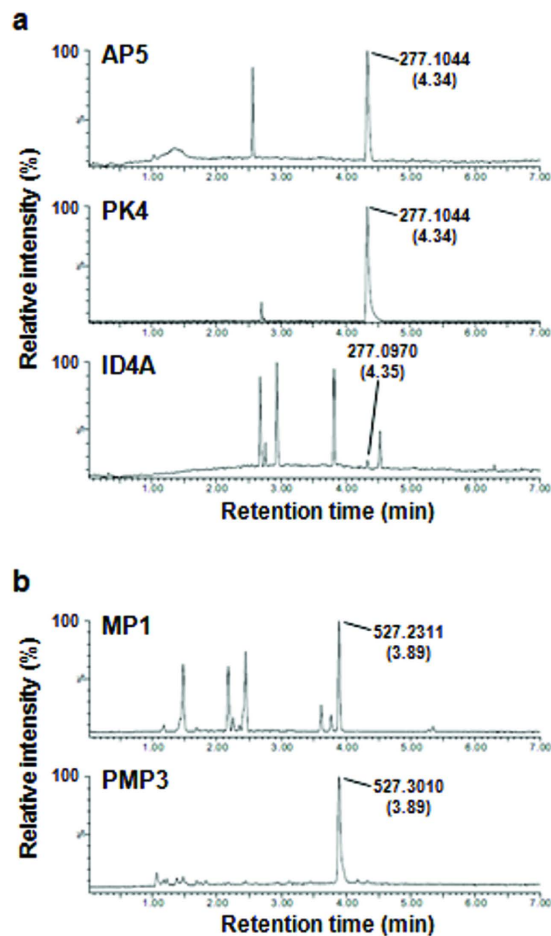 a
AP5
100
%
277.1044
(4.34)
1.00 2.00 3.00 4.00 5.00 6.00 7.00
PK4
100
%
277.1044
(4.34)
1.00 2.00 3.00 4.00 5.00 6.00 7.00
ID4A
100
%
277.0970
(4.35)
1.00 2.00 3.00 4.00 5.00 6.00 7.00
Relative intensity (%)
Retention time (min)
b
MP1
100
%
527.2311
(3.89)
1.00 2.00 3.00 4.00 5.00 6.00 7.00
PMP3
100
%
527.3010
(3.89)
1.00 2.00 3.00 4.00 5.00 6.00 7.00
Relative intensity (%)
Retention time (min)